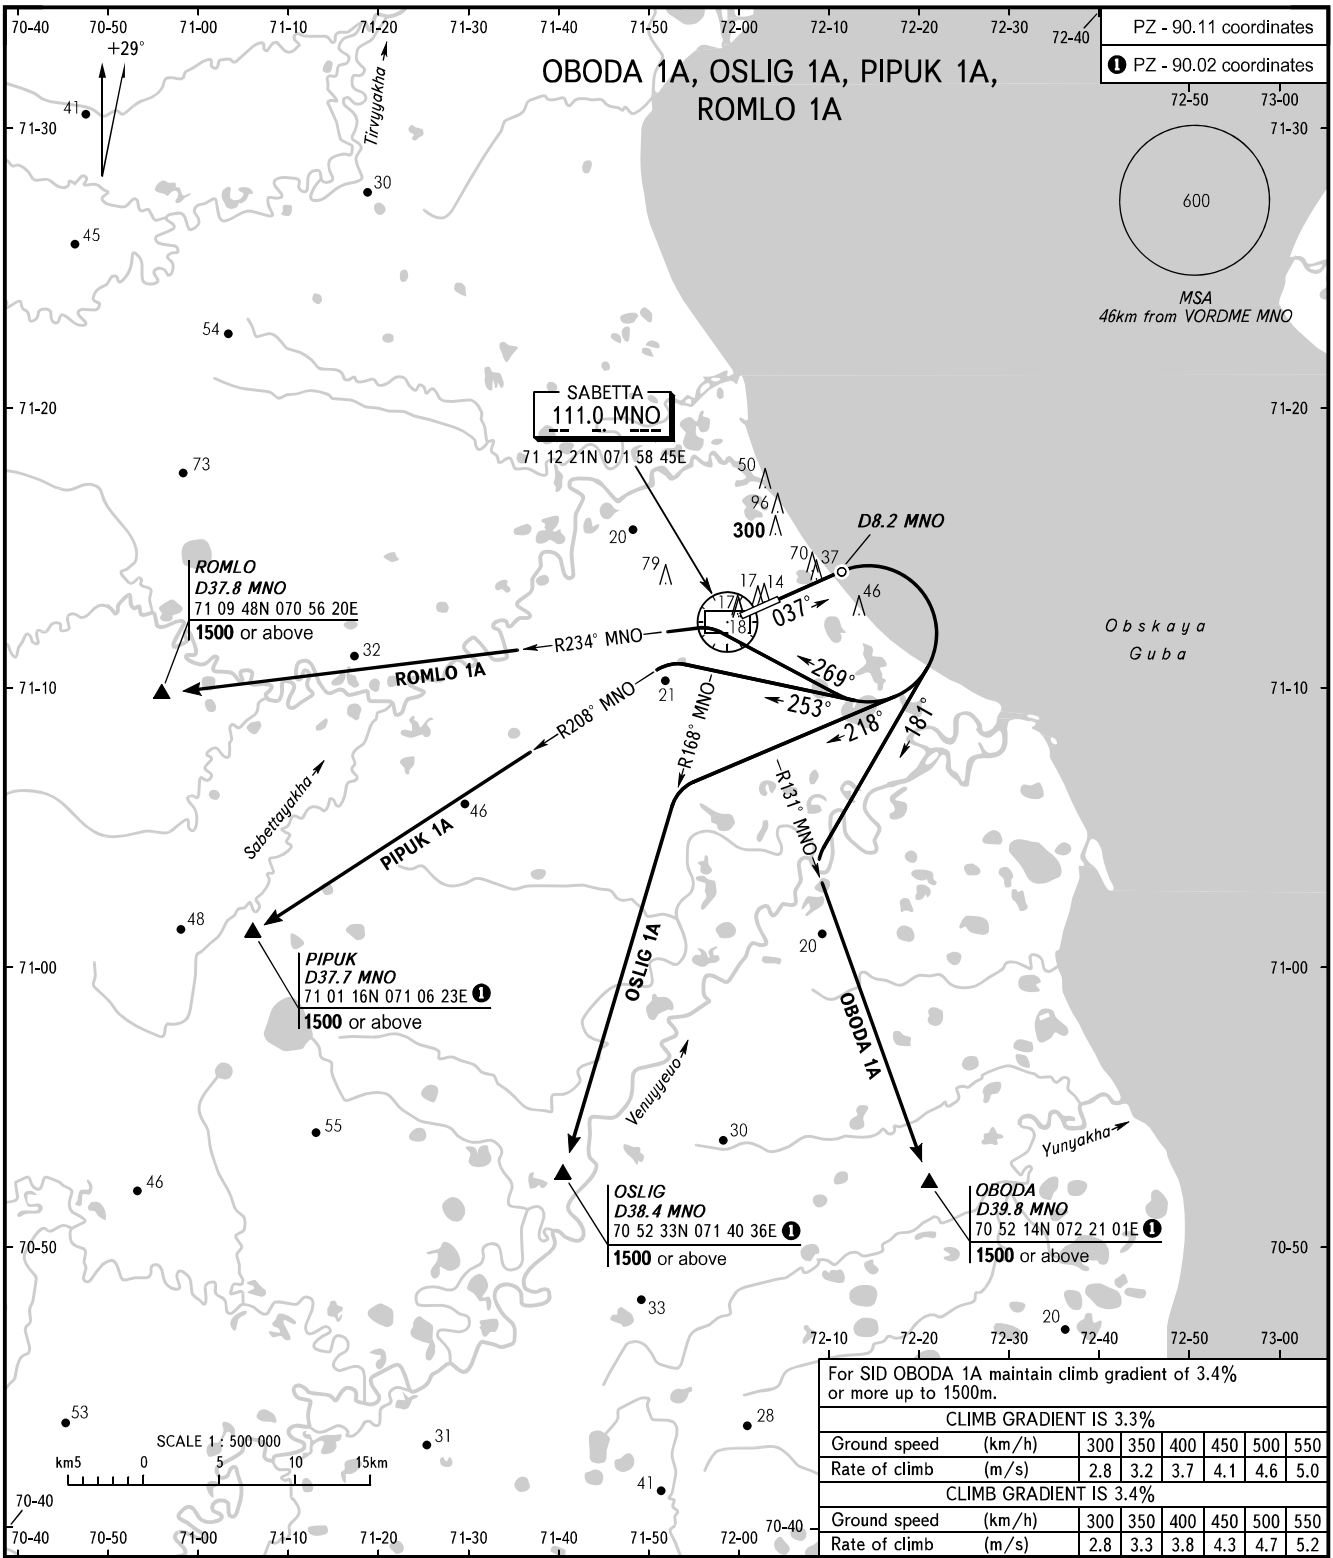 70-40 70-50 71-00 71-10 71-20 71-30 71-40 71-50 72-00 72-10 72-20 72-30 72-40
PZ - 90.11 coordinates
❶ PZ - 90.02 coordinates
+29°
OBODA 1A, OSLIG 1A, PIPUK 1A,
ROMLO 1A
72-50 73-00
41
Tirvyyakha
71-30 71-30
30
600
45
MSA
46km from VORDME MNO
54
SABETTA
111.0 MNO
71 12 21N 071 58 45E
71-20 71-20
73
50
96
300
20
D8.2 MNO
79
70
37
17
14
17
18
46
037°
ROMLO
D37.8 MNO
71 09 48N 070 56 20E
1500 or above
Obskaya
Guba
R234° MNO
32
ROMLO 1A
71-10 71-10
269°
21
253°
218°
181°
R208° MNO
R168° MNO
R131° MNO
Sabettayakha
46
PIPUK 1A
48
20
OSLIG 1A
OBODA 1A
PIPUK
D37.7 MNO
71 01 16N 071 06 23E ❶
1500 or above
71-00 71-00
Venuyyeuo
55
30
Yunyakha
46
OSLIG
D38.4 MNO
70 52 33N 071 40 36E ❶
1500 or above
OBODA
D39.8 MNO
70 52 14N 072 21 01E ❶
1500 or above
70-50 70-50
33
20
72-10 72-20 72-30 72-40 72-50 73-00
53
31
28
41
SCALE 1 : 500 000
km5 0 5 10 15km
For SID OBODA 1A maintain climb gradient of 3.4%
or more up to 1500m.
CLIMB GRADIENT IS 3.3%
Ground speed (km/h) 300 350 400 450 500 550
Rate of climb (m/s) 2.8 3.2 3.7 4.1 4.6 5.0
CLIMB GRADIENT IS 3.4%
Ground speed (km/h) 300 350 400 450 500 550
Rate of climb (m/s) 2.8 3.3 3.8 4.3 4.7 5.2
70-40 70-40
70-40 70-50 71-00 71-10 71-20 71-30 71-40 71-50 72-00